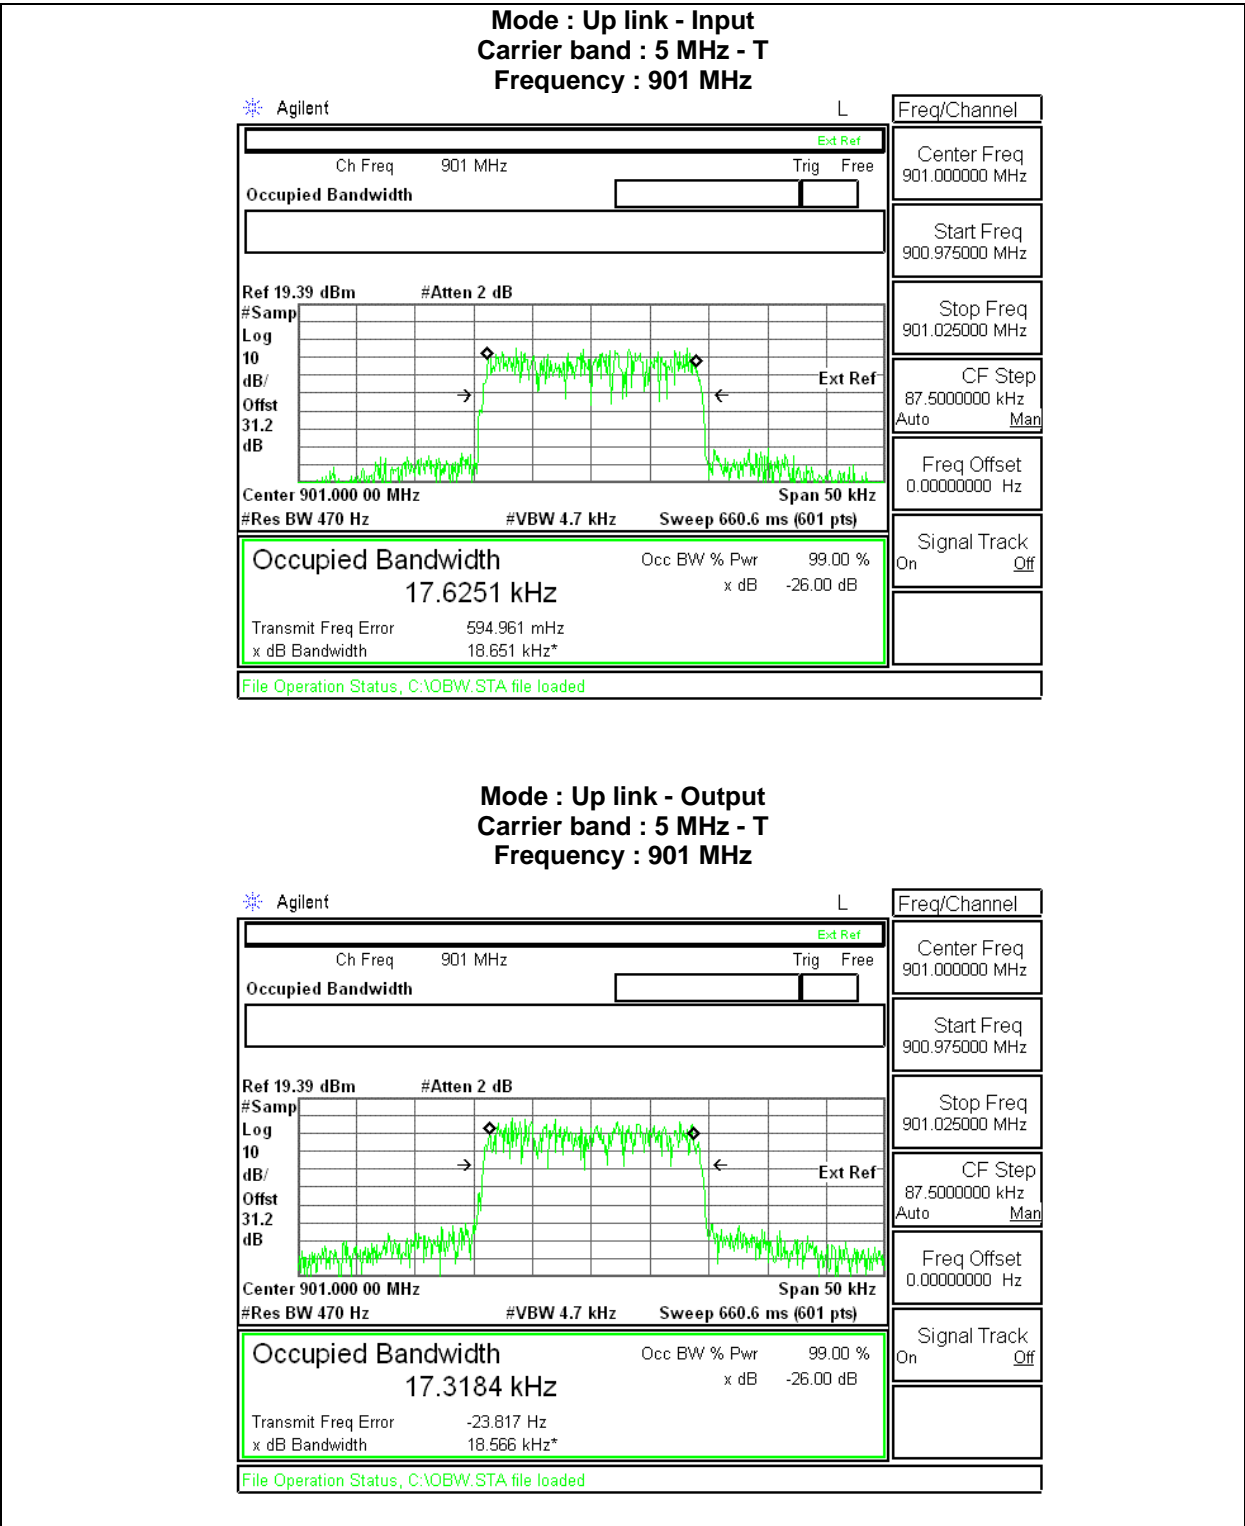 Mode : Up link - Input
Carrier band : 5 MHz - T
Frequency : 901 MHz
Agilent L Freq/Channel
Ext Ref
Ch Freq 901 MHz Trig Free
Occupied Bandwidth
Center Freq
901.000000 MHz
Start Freq
900.975000 MHz
Ref 19.39 dBm #Atten 2 dB
#Samp
Log
10
dB/
Offst
31.2
dB
Ext Ref
Stop Freq
901.025000 MHz
CF Step
87.5000000 kHz
Auto Man
Freq Offset
0.00000000 Hz
Center 901.000 00 MHz Span 50 kHz
#Res BW 470 Hz #VBW 4.7 kHz Sweep 660.6 ms (601 pts)
Signal Track
On Off
Occupied Bandwidth Occ BW % Pwr 99.00 %
17.6251 kHz x dB -26.00 dB
Transmit Freq Error 594.961 mHz
x dB Bandwidth 18.651 kHz*
File Operation Status, C:\OBW.STA file loaded
Mode : Up link - Output
Carrier band : 5 MHz - T
Frequency : 901 MHz
Agilent L Freq/Channel
Ext Ref
Ch Freq 901 MHz Trig Free
Occupied Bandwidth
Center Freq
901.000000 MHz
Start Freq
900.975000 MHz
Ref 19.39 dBm #Atten 2 dB
#Samp
Log
10
dB/
Offst
31.2
dB
Ext Ref
Stop Freq
901.025000 MHz
CF Step
87.5000000 kHz
Auto Man
Freq Offset
0.00000000 Hz
Center 901.000 00 MHz Span 50 kHz
#Res BW 470 Hz #VBW 4.7 kHz Sweep 660.6 ms (601 pts)
Signal Track
On Off
Occupied Bandwidth Occ BW % Pwr 99.00 %
17.3184 kHz x dB -26.00 dB
Transmit Freq Error -23.817 Hz
x dB Bandwidth 18.566 kHz*
File Operation Status, C:\OBW.STA file loaded